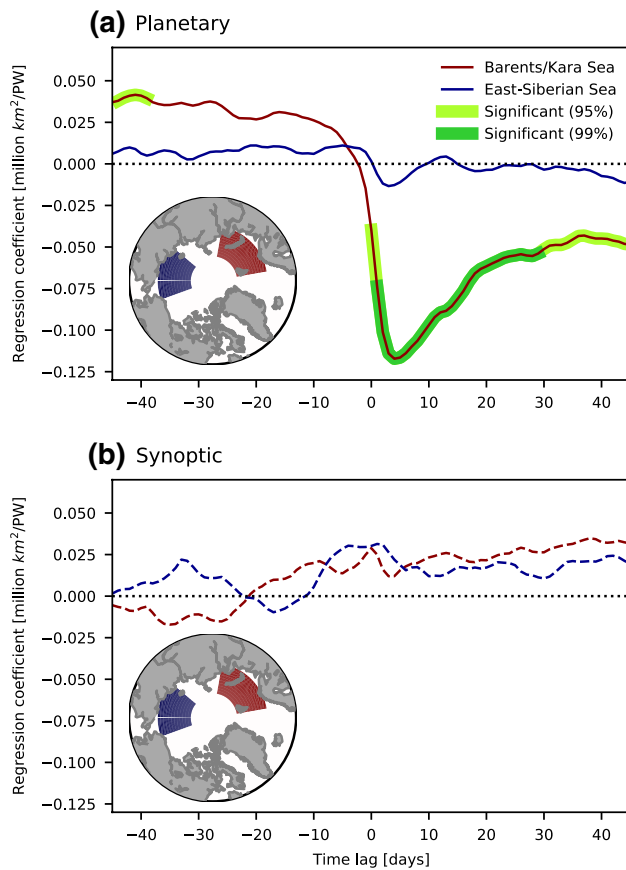 (a) Planetary
Regression coefficient [million km²/PW]
0.050
0.025
0.000
−0.025
−0.050
−0.075
−0.100
−0.125
Barents/Kara Sea
East-Siberian Sea
Significant (95%)
Significant (99%)
−40 −30 −20 −10 0 10 20 30 40
(b) Synoptic
Regression coefficient [million km²/PW]
0.050
0.025
0.000
−0.025
−0.050
−0.075
−0.100
−0.125
−40 −30 −20 −10 0 10 20 30 40
Time lag [days]